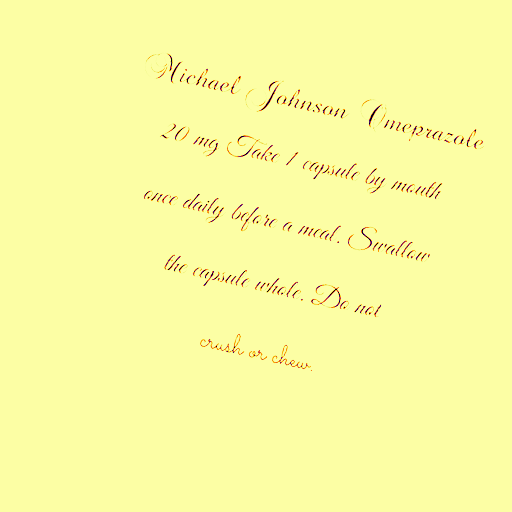 Michael Johnson Omeprazole
20 mg Take 1 capsule by mouth
once daily before a meal. Swallow
the capsule whole. Do not
crush or chew.